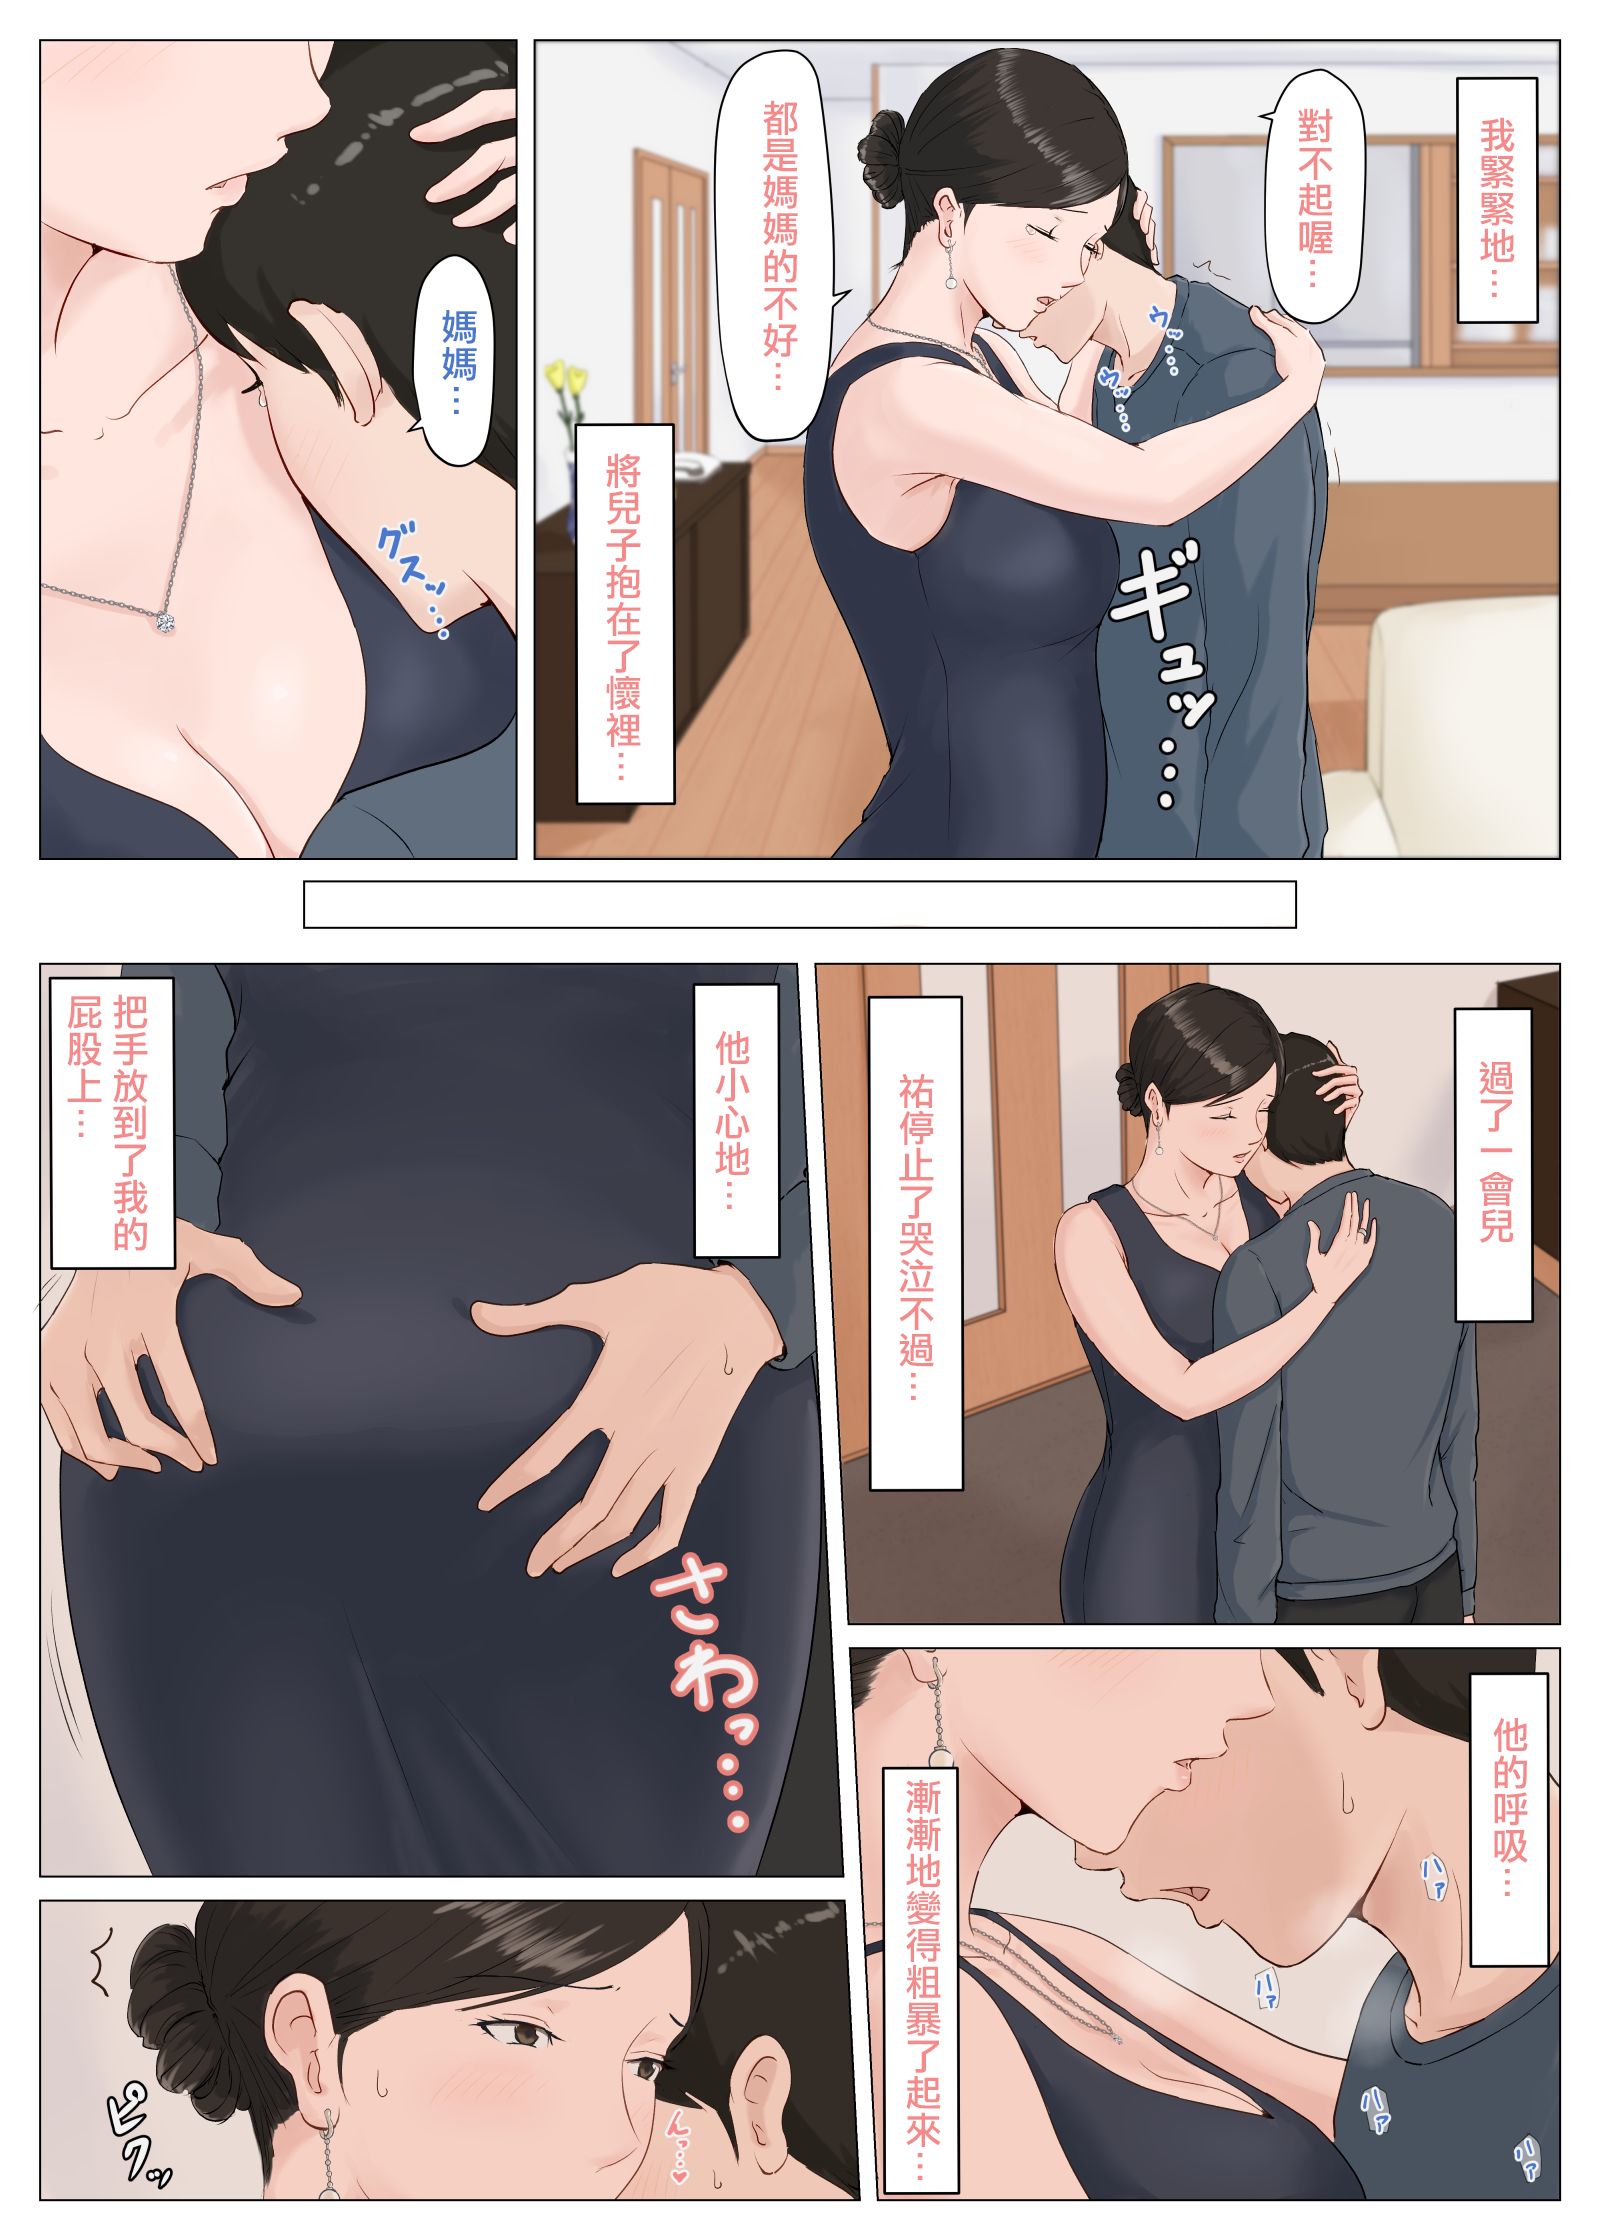 我緊緊地…
對不起喔…
都是媽媽的不好…
將兒子抱在了懷裡…
ウッ…
ウッ…
ギュッ…
媽媽…
グスッ…
過了一會兒
祐停止了哭泣不過…
他的呼吸…
漸漸地變得粗暴了起來…
ハァ
ハァ
ハァ
ハァ
他小心地…
把手放到了我的
屁股上…
さわっ…
んっ…♥
ピクッ